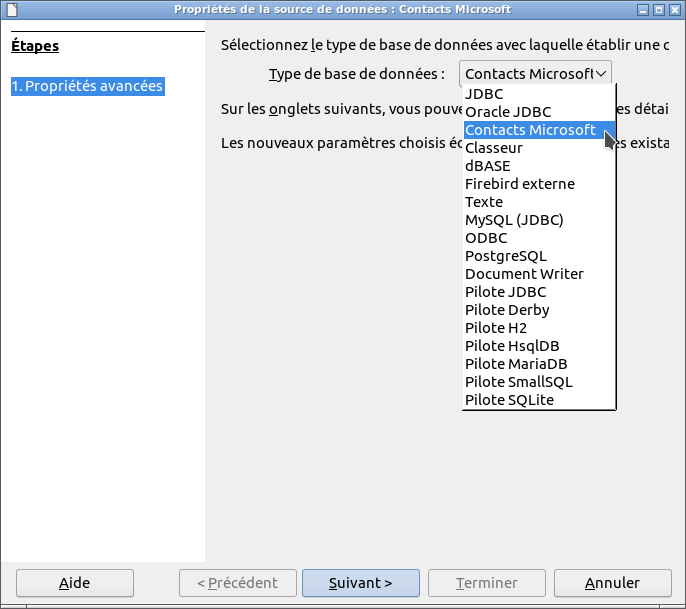 Propriétés de la source de données : Contacts Microsoft
Étapes
1. Propriétés avancées
Sélectionnez le type de base de données avec laquelle établir une c
Type de base de données :
Contacts Microsoft
Sur les onglets suivants, vous pouve
es détai
Les nouveaux paramètres choisis éc
es exista
JDBC
Oracle JDBC
Contacts Microsoft
Classeur
dBASE
Firebird externe
Texte
MySQL (JDBC)
ODBC
PostgreSQL
Document Writer
Pilote JDBC
Pilote Derby
Pilote H2
Pilote HsqlDB
Pilote MariaDB
Pilote SmallSQL
Pilote SQLite
Aide
< Précédent
Suivant >
Terminer
Annuler